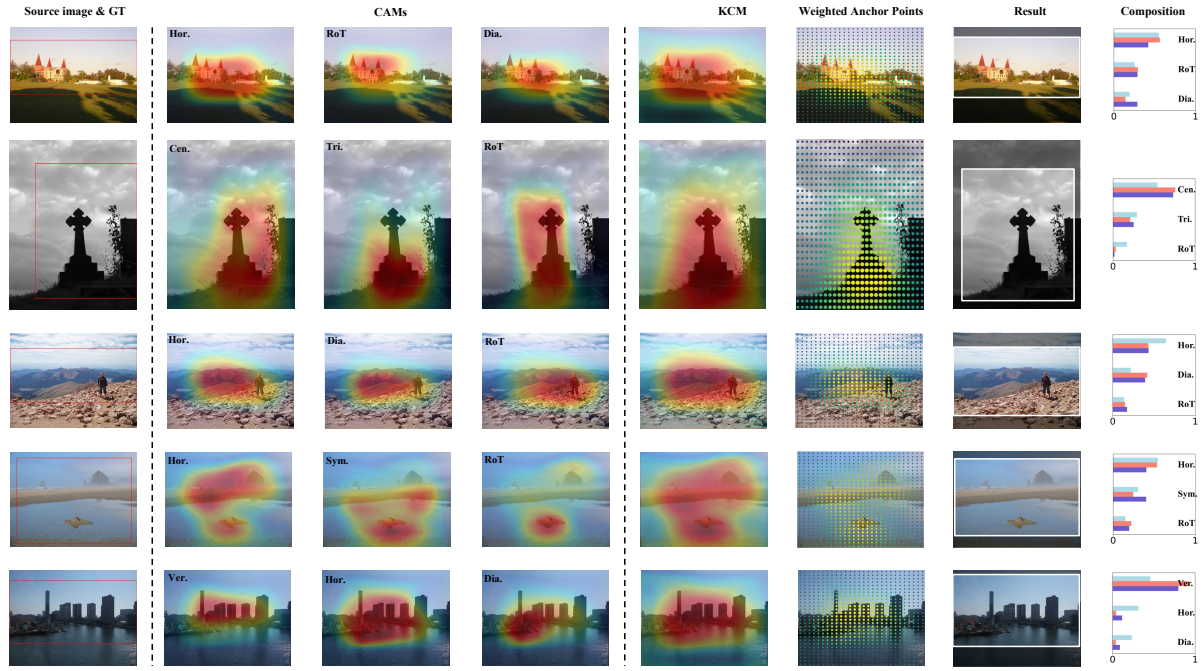 Source image & GT CAMs KCM Weighted Anchor Points Result Composition
Hor. RoT Dia. Hor.
RoT
Dia.
0 1
Cen. Tri. RoT Cen.
Tri.
RoT
0 1
Hor. Dia. RoT Hor.
Dia.
RoT
0 1
Hor. Sym. RoT Hor.
Sym.
RoT
0 1
Ver. Hor. Dia. Ver.
Hor.
Dia.
0 1